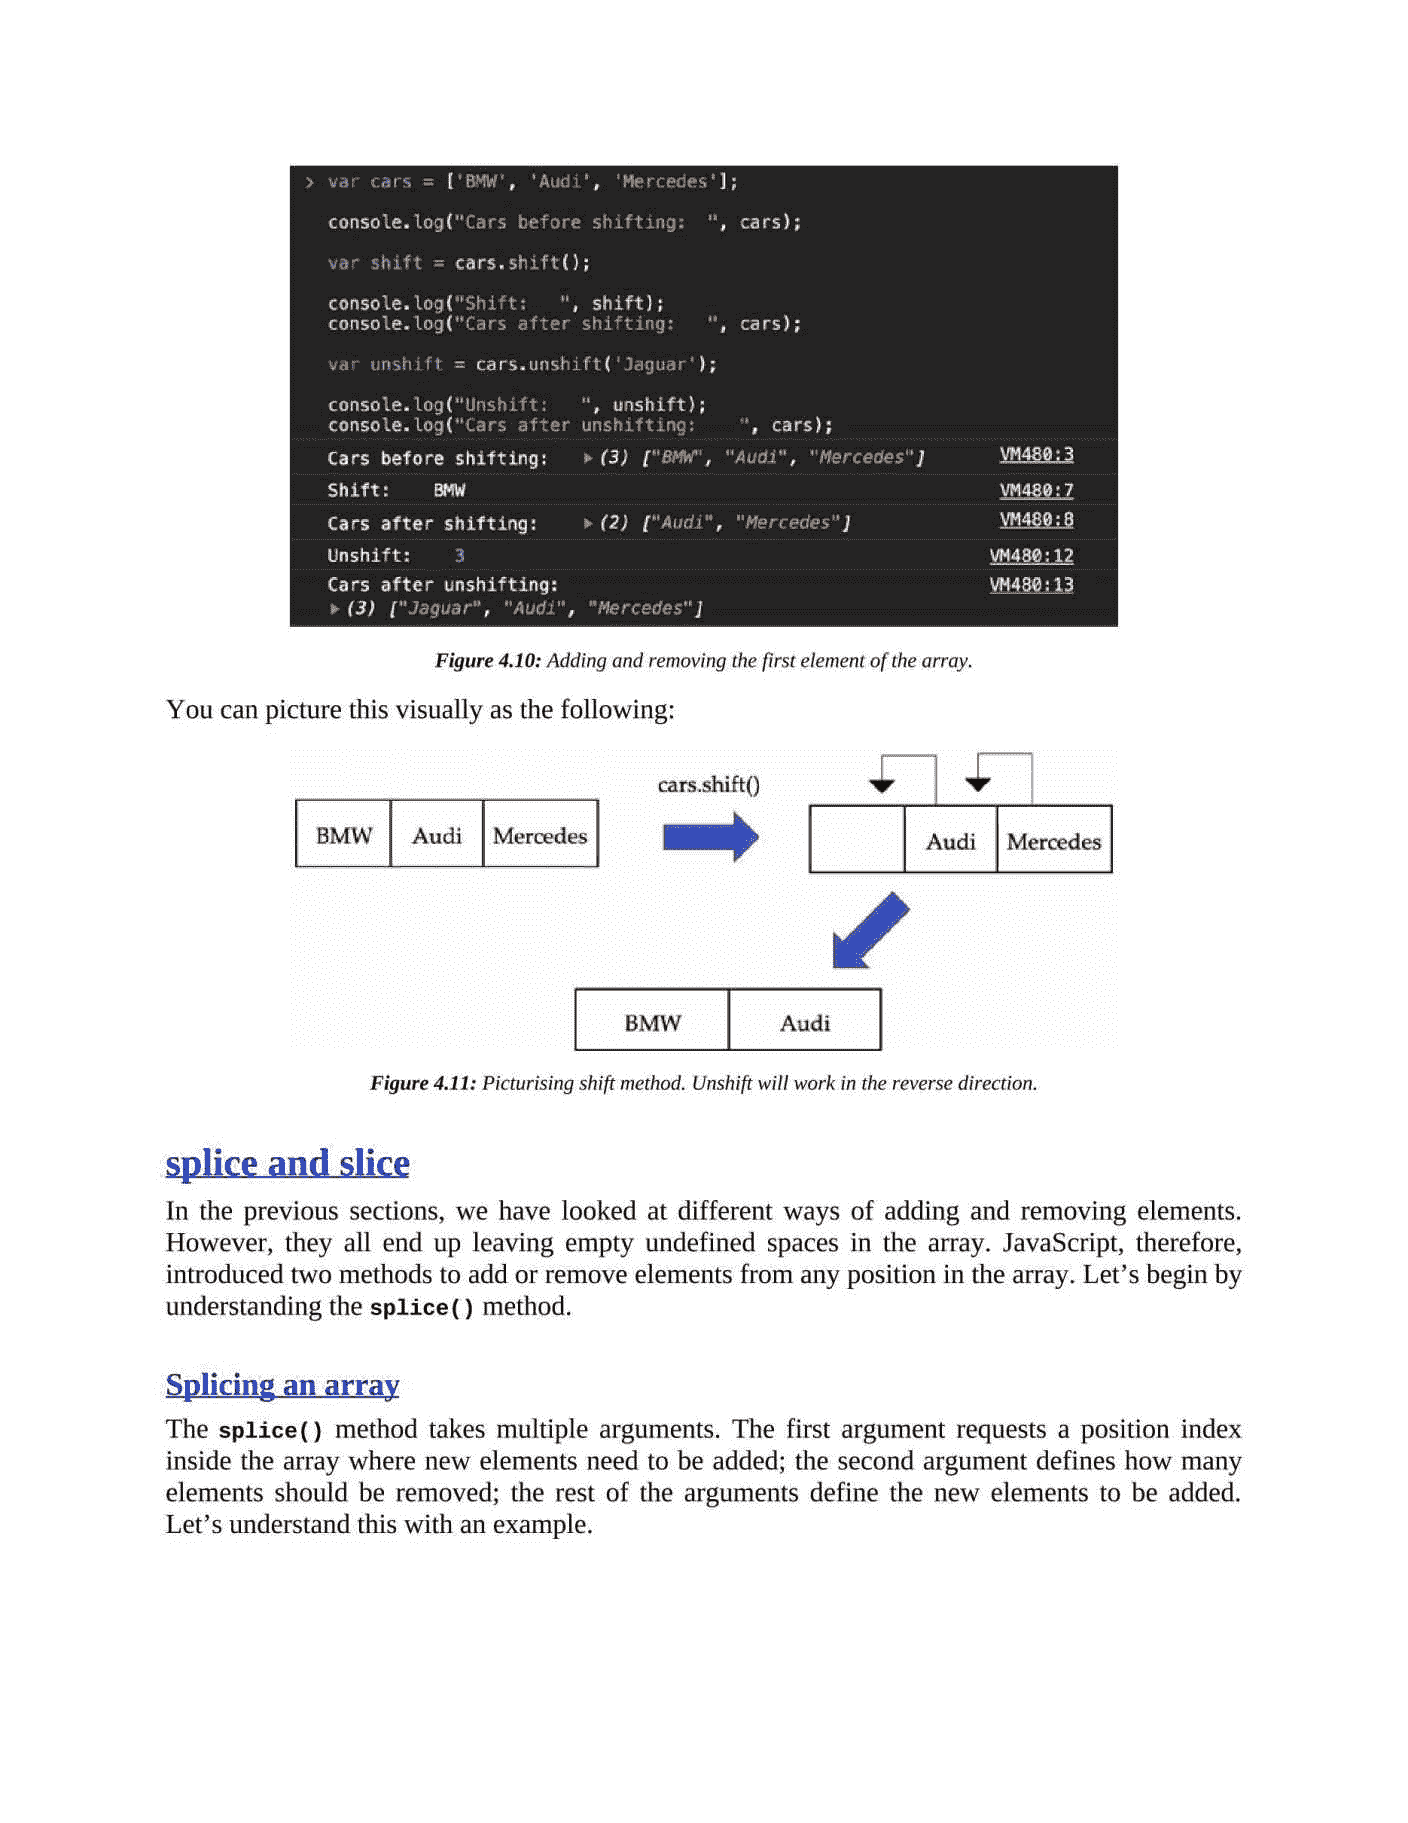 > var cars = ['BMW', 'Audi', 'Mercedes'];
console.log("Cars before shifting:  ", cars);
var shift = cars.shift();
console.log("Shift:   ", shift);
console.log("Cars after shifting:   ", cars);
var unshift = cars.unshift('Jaguar');
console.log("Unshift:   ", unshift);
console.log("Cars after unshifting:    ", cars);
Cars before shifting:   ▸(3) ["BMW", "Audi", "Mercedes"] VM480:3
Shift:    BMW VM480:7
Cars after shifting:    ▸(2) ["Audi", "Mercedes"] VM480:8
Unshift:    3 VM480:12
Cars after unshifting: VM480:13
▸(3) ["Jaguar", "Audi", "Mercedes"]
Figure 4.10: Adding and removing the first element of the array.
You can picture this visually as the following:
cars.shift()
BMW Audi Mercedes
Audi Mercedes
BMW Audi
Figure 4.11: Picturising shift method. Unshift will work in the reverse direction.
splice and slice
In the previous sections, we have looked at different ways of adding and removing elements.
However, they all end up leaving empty undefined spaces in the array. JavaScript, therefore,
introduced two methods to add or remove elements from any position in the array. Let’s begin by
understanding the splice() method.
Splicing an array
The splice() method takes multiple arguments. The first argument requests a position index
inside the array where new elements need to be added; the second argument defines how many
elements should be removed; the rest of the arguments define the new elements to be added.
Let’s understand this with an example.